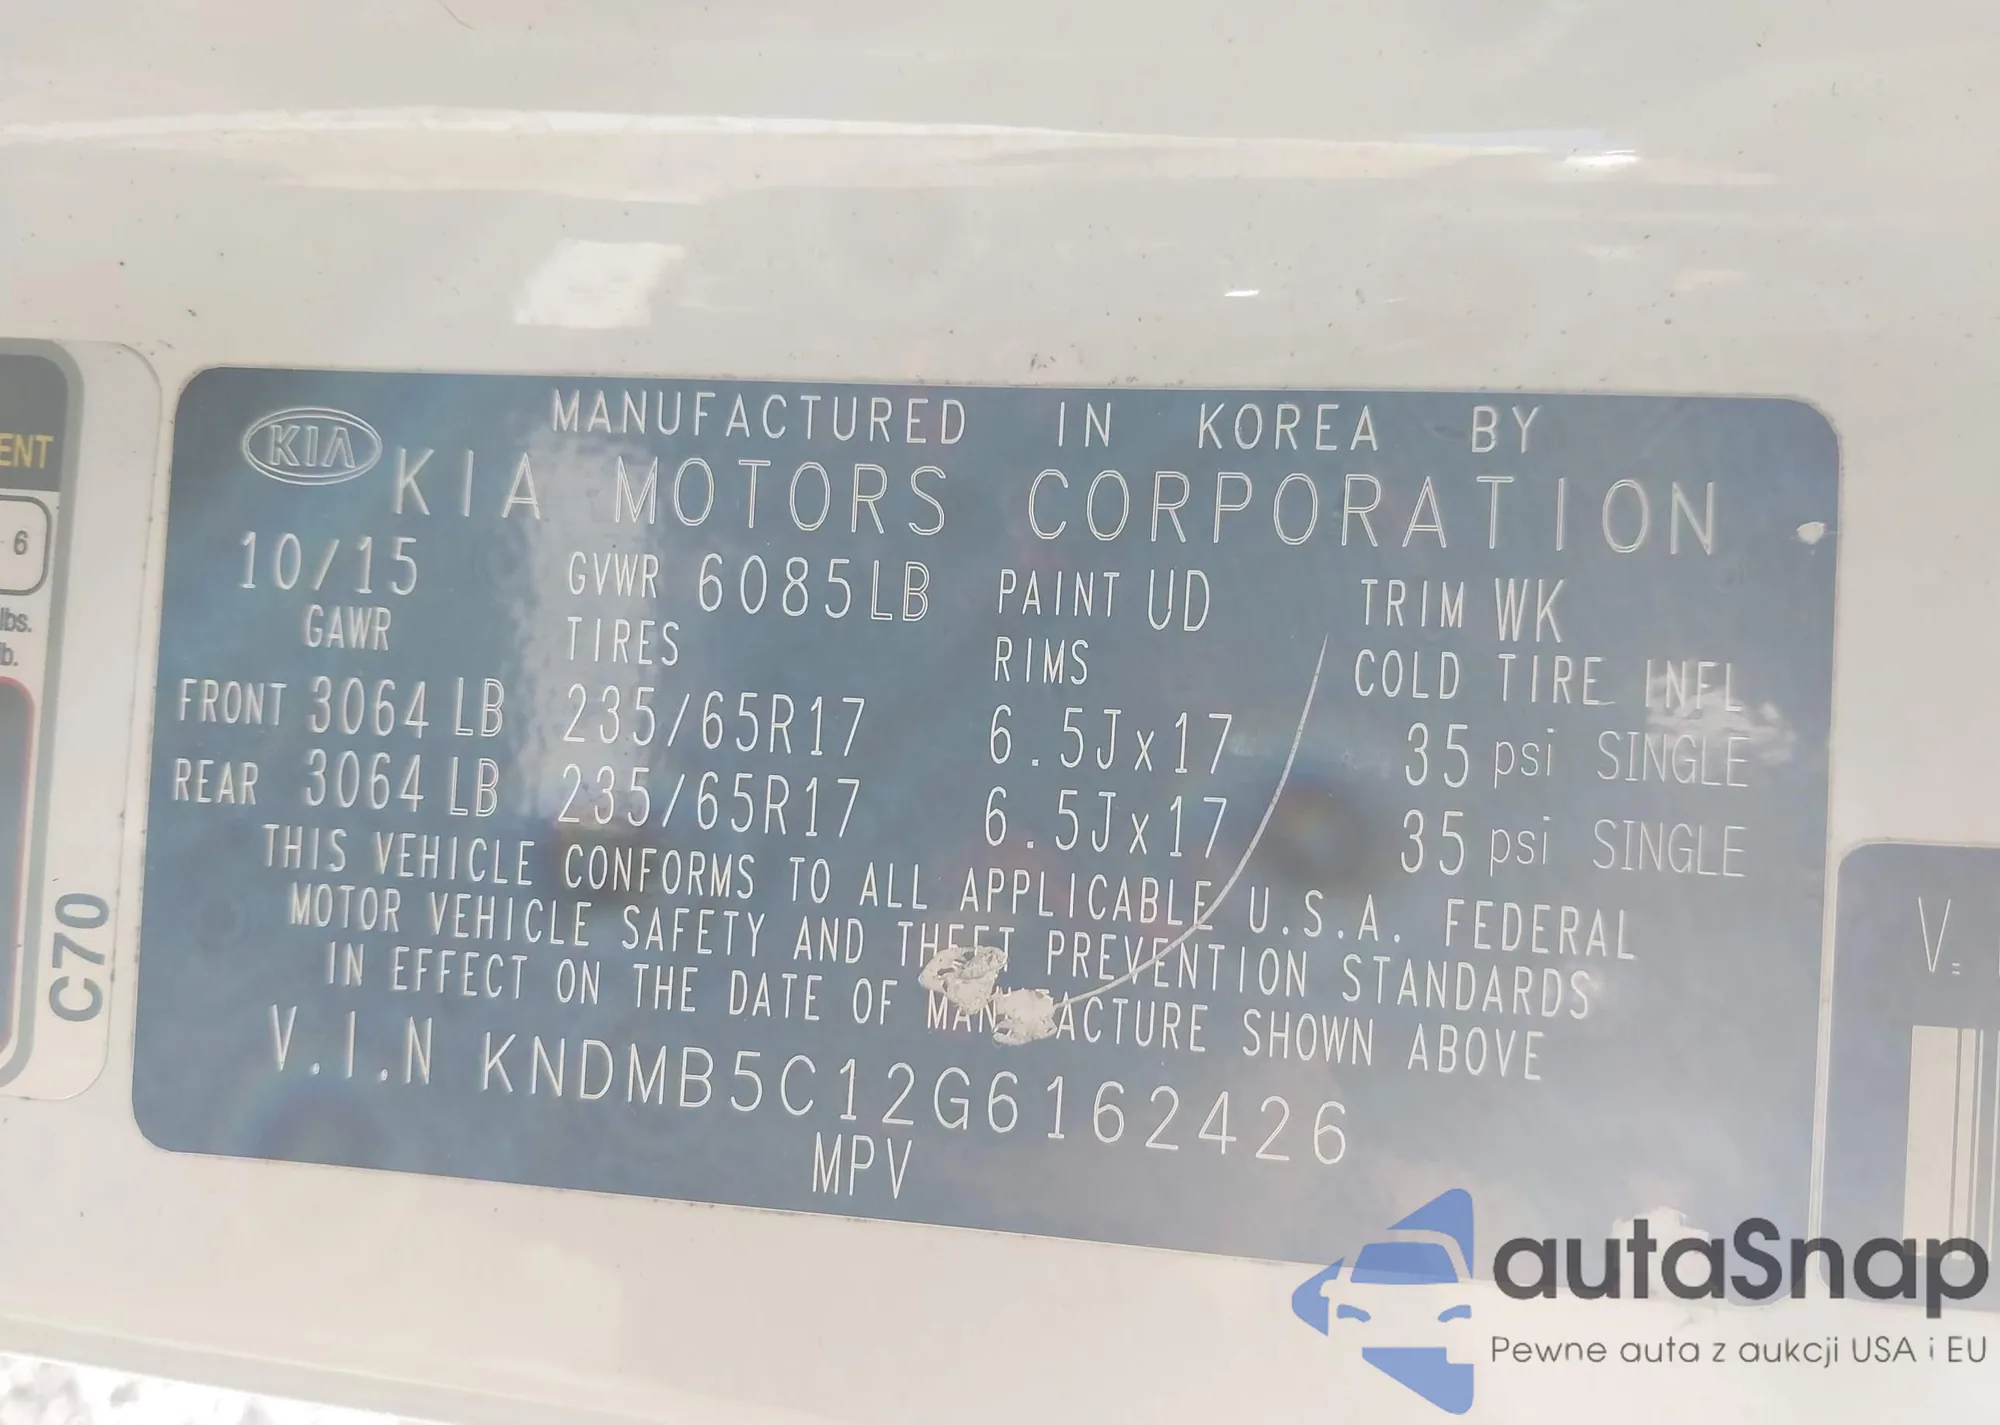 MANUFACTURED IN KOREA BY
KIA KIA MOTORS CORPORATION
10/15 GVWR 6085LB PAINT UD TRIM WK
GAWR TIRES RIMS COLD TIRE INFL
FRONT 3064 LB 235/65R17 6.5Jx17 35 psi SINGLE
REAR 3064 LB 235/65R17 6.5Jx17 35 psi SINGLE
THIS VEHICLE CONFORMS TO ALL APPLICABLE U.S.A. FEDERAL
MOTOR VEHICLE SAFETY AND THEFT PREVENTION STANDARDS
IN EFFECT ON THE DATE OF MANUFACTURE SHOWN ABOVE
V.I.N KNDMB5C12G6162426
MPV
ENT
6
lbs.
b.
C70
V.
autaSnap
Pewne auta z aukcji USA i EU